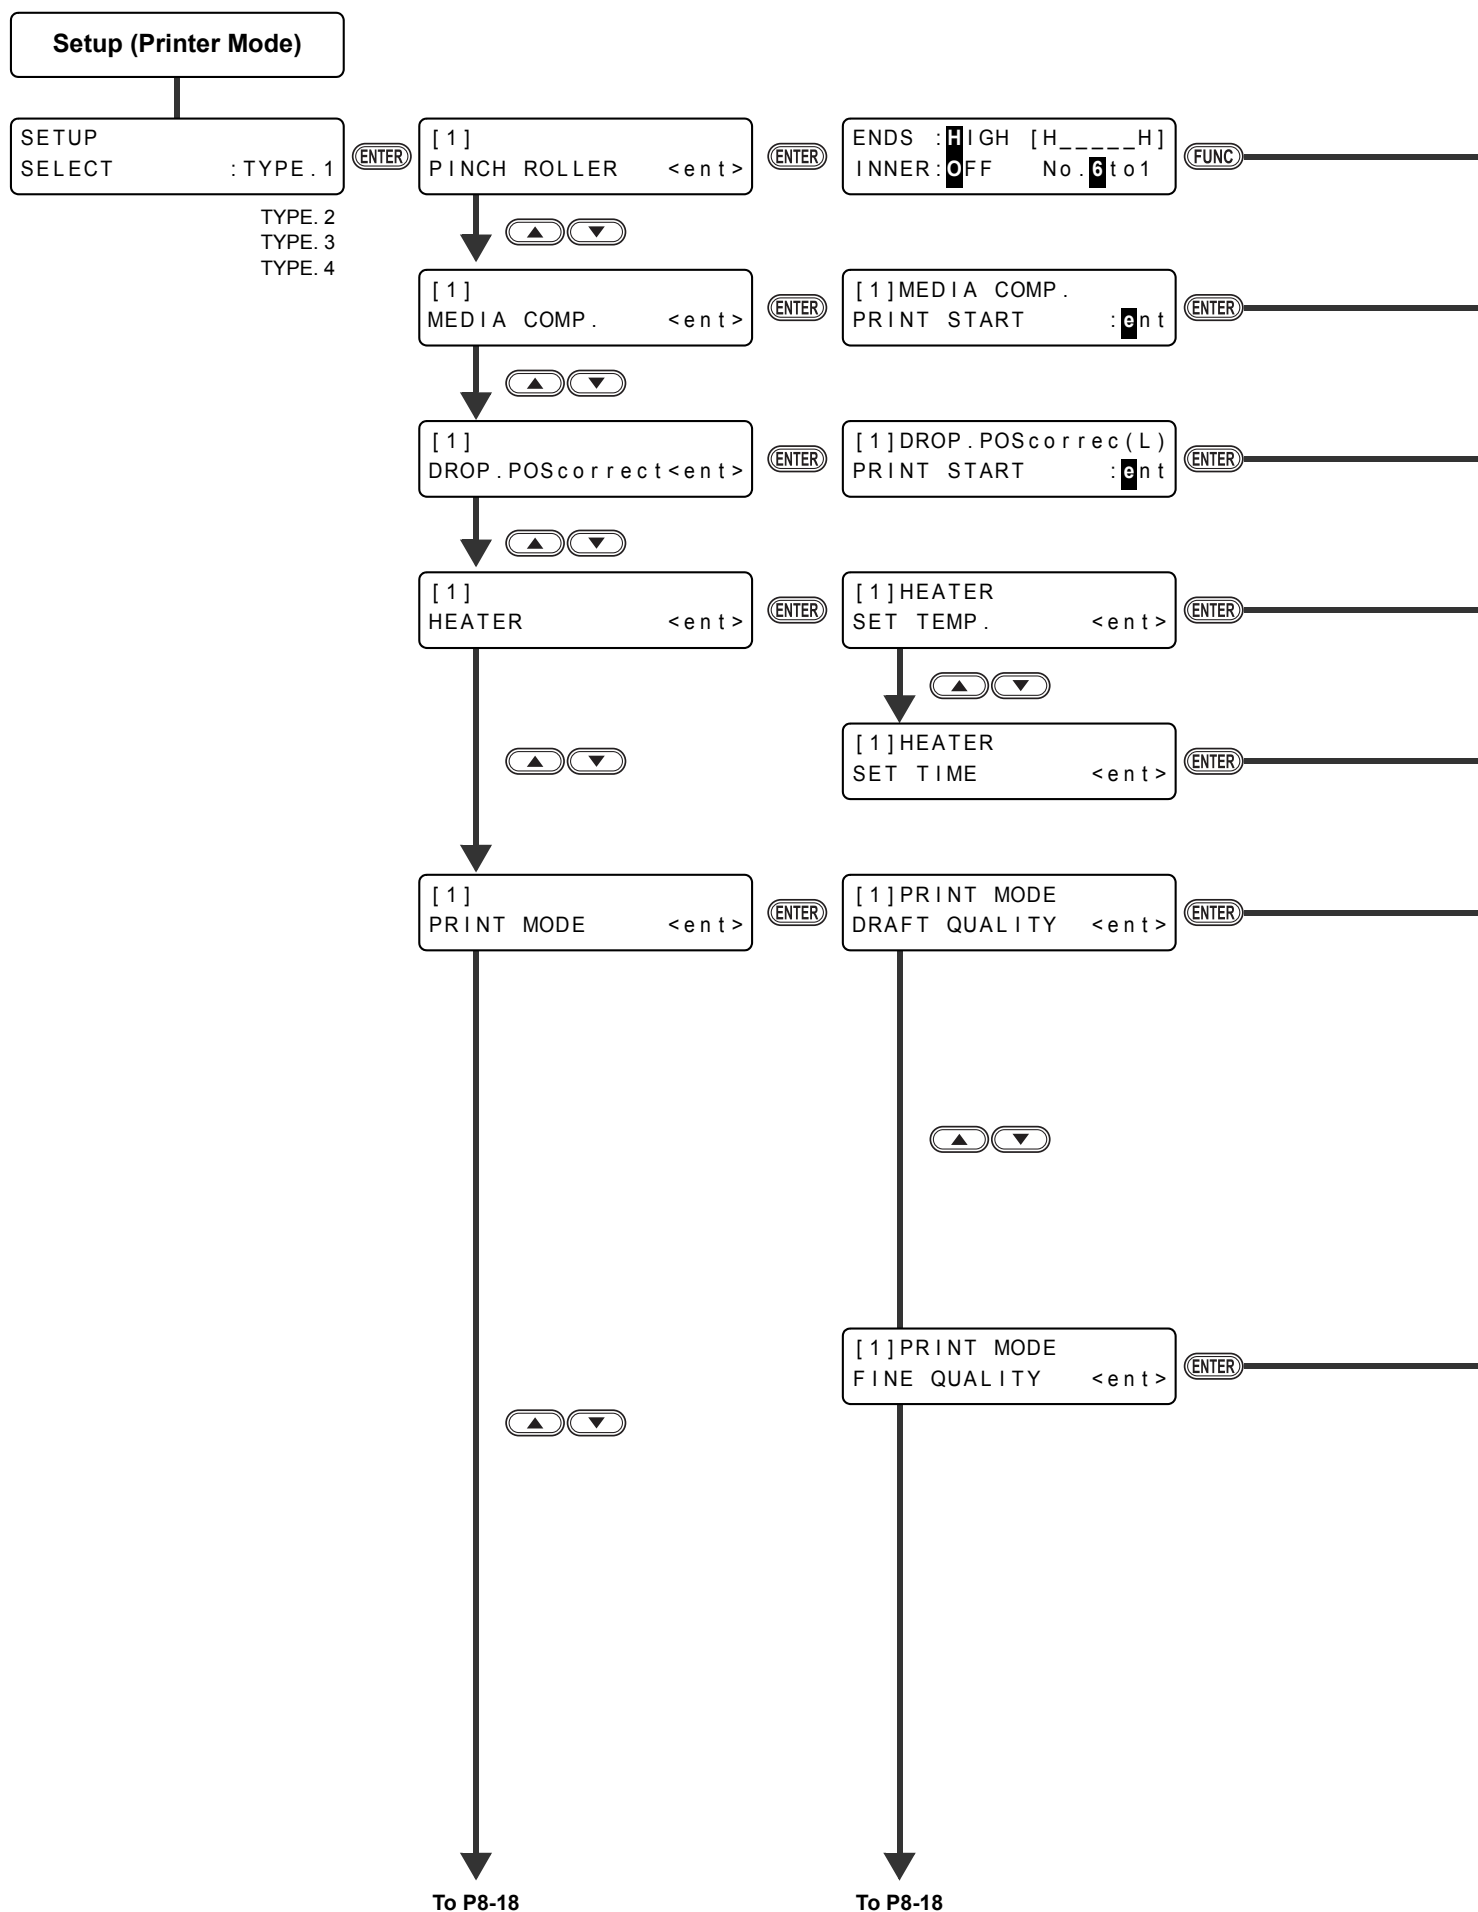 Setup (Printer Mode)
SETUP
SELECT :TYPE.1
TYPE. 2
TYPE. 3
TYPE. 4
ENTER
[1]
PINCH ROLLER <ent>
ENTER
ENDS :HIGH [H_____H]
INNER:OFF No.6to1
FUNC
[1]
MEDIA COMP. <ent>
ENTER
[1]MEDIA COMP.
PRINT START :ent
ENTER
[1]
DROP.POScorrect<ent>
ENTER
[1]DROP.POScorrec(L)
PRINT START :ent
ENTER
[1]
HEATER <ent>
ENTER
[1]HEATER
SET TEMP. <ent>
ENTER
[1]HEATER
SET TIME <ent>
ENTER
[1]
PRINT MODE <ent>
ENTER
[1]PRINT MODE
DRAFT QUALITY <ent>
ENTER
[1]PRINT MODE
FINE QUALITY <ent>
ENTER
To P8-18
To P8-18